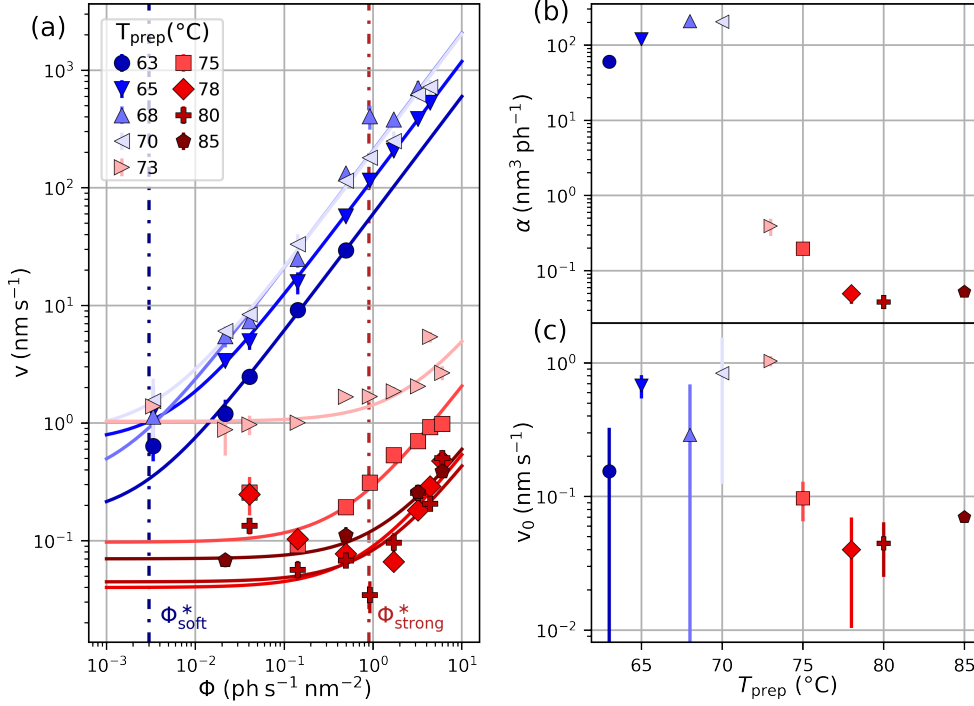 (a)
T_prep(°C)
63 75
65 78
68 80
70 85
73
10³
10²
10¹
10⁰
10⁻¹
v (nm s⁻¹)
Φ*_soft
Φ*_strong
10⁻³ 10⁻² 10⁻¹ 10⁰ 10¹
Φ (ph s⁻¹ nm⁻²)
(b)
10²
10¹
10⁰
10⁻¹
α (nm³ ph⁻¹)
(c)
10⁰
10⁻¹
10⁻²
v₀ (nm s⁻¹)
65 70 75 80 85
T_prep (°C)